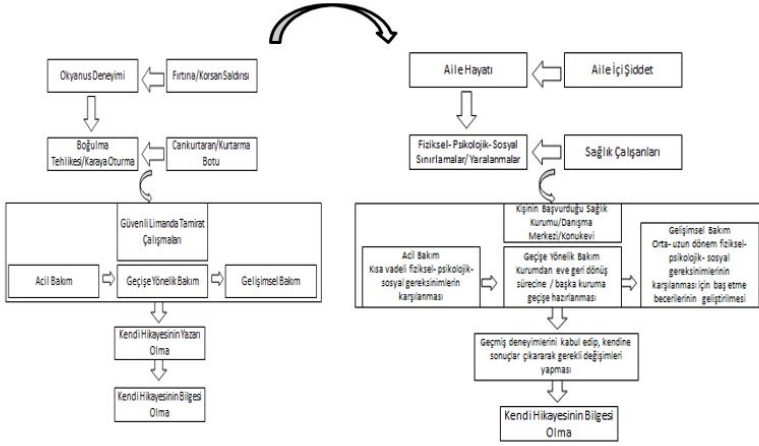 Okyanus Deneyimi
Fırtına/Korsan Saldırısı
Boğulma
Tehlikesi/Karaya Oturma
Cankurtaran/Kurtarma
Botu
Güvenli Limanda Tamirat
Çalışmaları
Acil Bakım
Geçişe Yönelik Bakım
Gelişimsel Bakım
Kendi Hikayesinin Yazarı
Olma
Kendi Hikayesinin Bilgesi
Olma
Aile Hayatı
Aile İçi Şiddet
Fiziksel- Psikolojik- Sosyal
Sınırlamalar/ Yaralanmalar
Sağlık Çalışanları
Kişinin Başvurduğu Sağlık
Kurumu/Danışma
Merkezi/Konukevi
Acil Bakım
Kısa vadeli fiziksel- psikolojik-
sosyal gereksinimlerin
karşılanması
Geçişe Yönelik Bakım
Kurumdan eve geri dönüş
sürecine / başka kuruma
geçişe hazırlanması
Gelişimsel Bakım
Orta- uzun dönem fiziksel-
psikolojik- sosyal
gereksinimlerinin
karşılanması için baş etme
becerilerinin geliştirilmesi
Geçmiş deneyimlerini kabul edip, kendine
sonuçlar çıkararak gerekli değişimleri
yapması
Kendi Hikayesinin Bilgesi
Olma